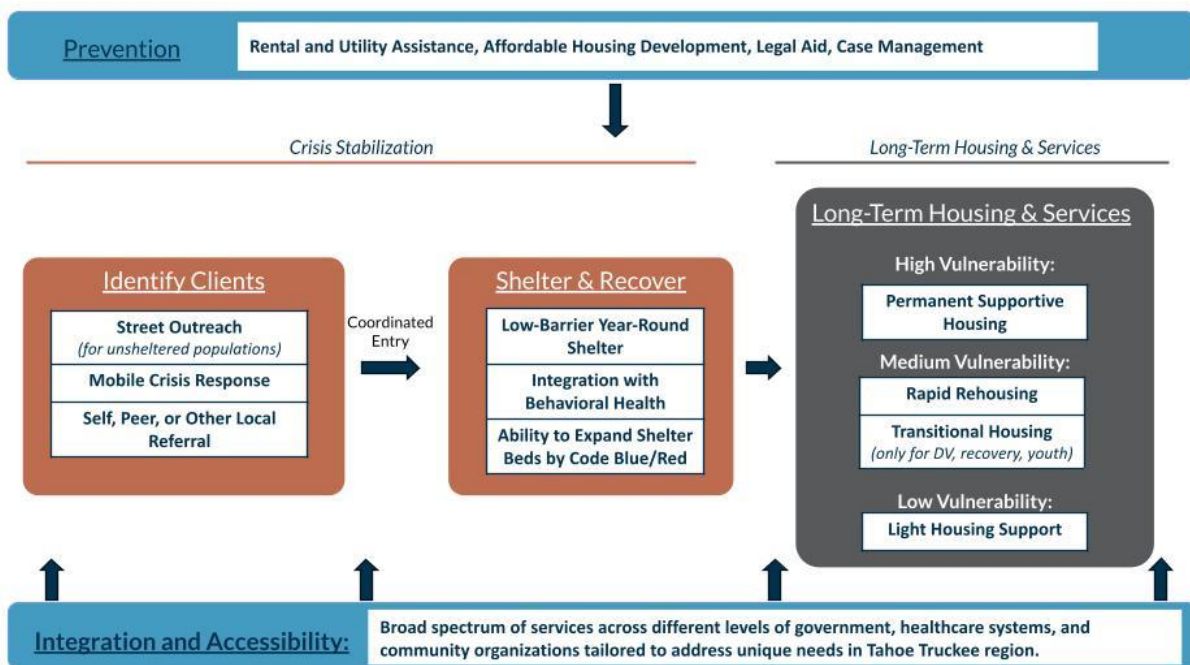 Prevention
Rental and Utility Assistance, Affordable Housing Development, Legal Aid, Case Management
Crisis Stabilization
Long-Term Housing & Services
Identify Clients
Street Outreach
(for unsheltered populations)
Mobile Crisis Response
Self, Peer, or Other Local
Referral
Coordinated
Entry
Shelter & Recover
Low-Barrier Year-Round
Shelter
Integration with
Behavioral Health
Ability to Expand Shelter
Beds by Code Blue/Red
Long-Term Housing & Services
High Vulnerability:
Permanent Supportive
Housing
Medium Vulnerability:
Rapid Rehousing
Transitional Housing
(only for DV, recovery, youth)
Low Vulnerability:
Light Housing Support
Integration and Accessibility:
Broad spectrum of services across different levels of government, healthcare systems, and
community organizations tailored to address unique needs in Tahoe Truckee region.